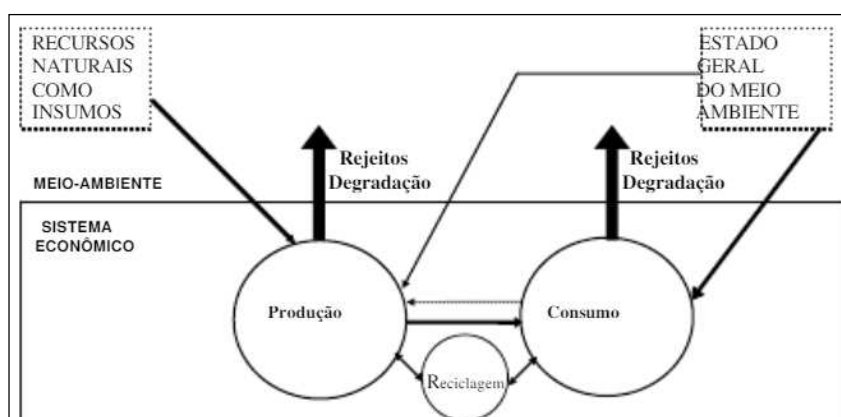 RECURSOS
NATURAIS
COMO
INSUMOS
ESTADO
GERAL
DO MEIO
AMBIENTE
Rejeitos
Degradação
Rejeitos
Degradação
MEIO-AMBIENTE
SISTEMA
ECONÔMICO
Produção
Consumo
Reciclagem